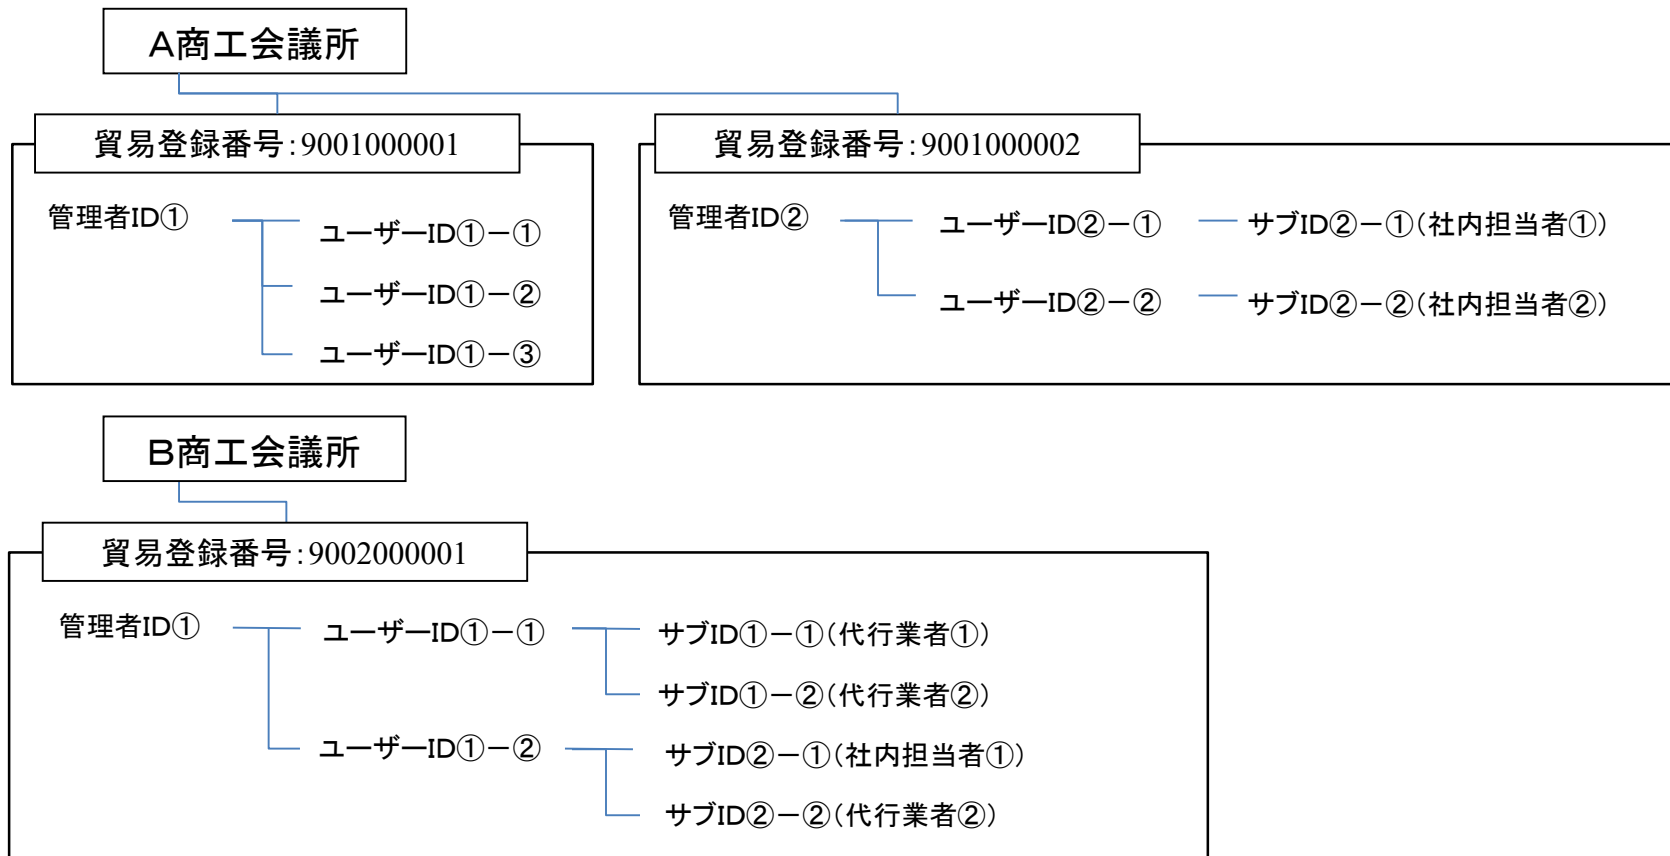 A商工会議所
貿易登録番号:9001000001
管理者ID①
ユーザーID①－①
ユーザーID①－②
ユーザーID①－③
貿易登録番号:9001000002
管理者ID②
ユーザーID②－①
サブID②－①(社内担当者①)
ユーザーID②－②
サブID②－②(社内担当者②)
B商工会議所
貿易登録番号:9002000001
管理者ID①
ユーザーID①－①
サブID①－①(代行業者①)
サブID①－②(代行業者②)
ユーザーID①－②
サブID②－①(社内担当者①)
サブID②－②(代行業者②)